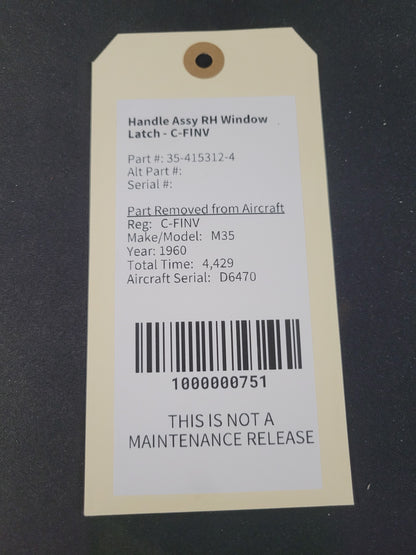 Handle Assy RH Window
Latch - C-FINV
Part #: 35-415312-4
Alt Part #:
Serial #:
Part Removed from Aircraft
Reg: C-FINV
Make/Model: M35
Year: 1960
Total Time: 4,429
Aircraft Serial: D6470
1000000751
THIS IS NOT A
MAINTENANCE RELEASE